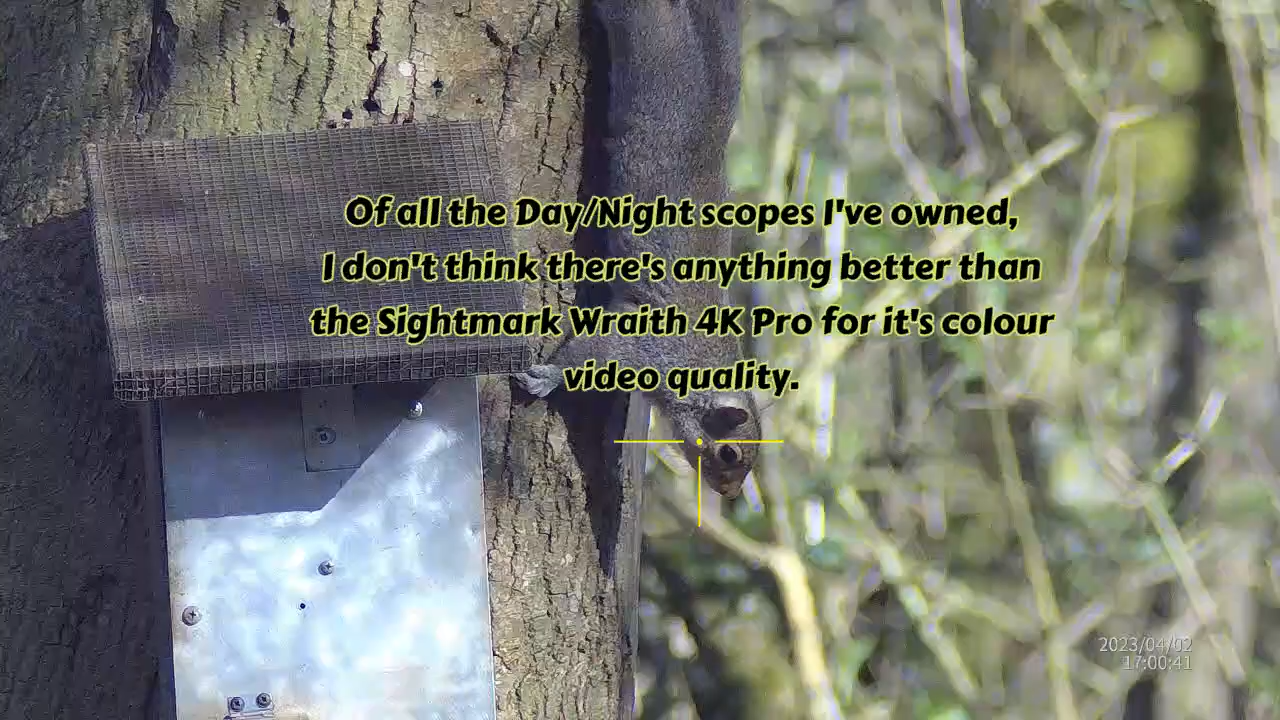 Of all the Day/Night scopes I've owned,
I don't think there's anything better than
the Sightmark Wraith 4K Pro for it's colour
video quality.
2023/04/02
17:00:41